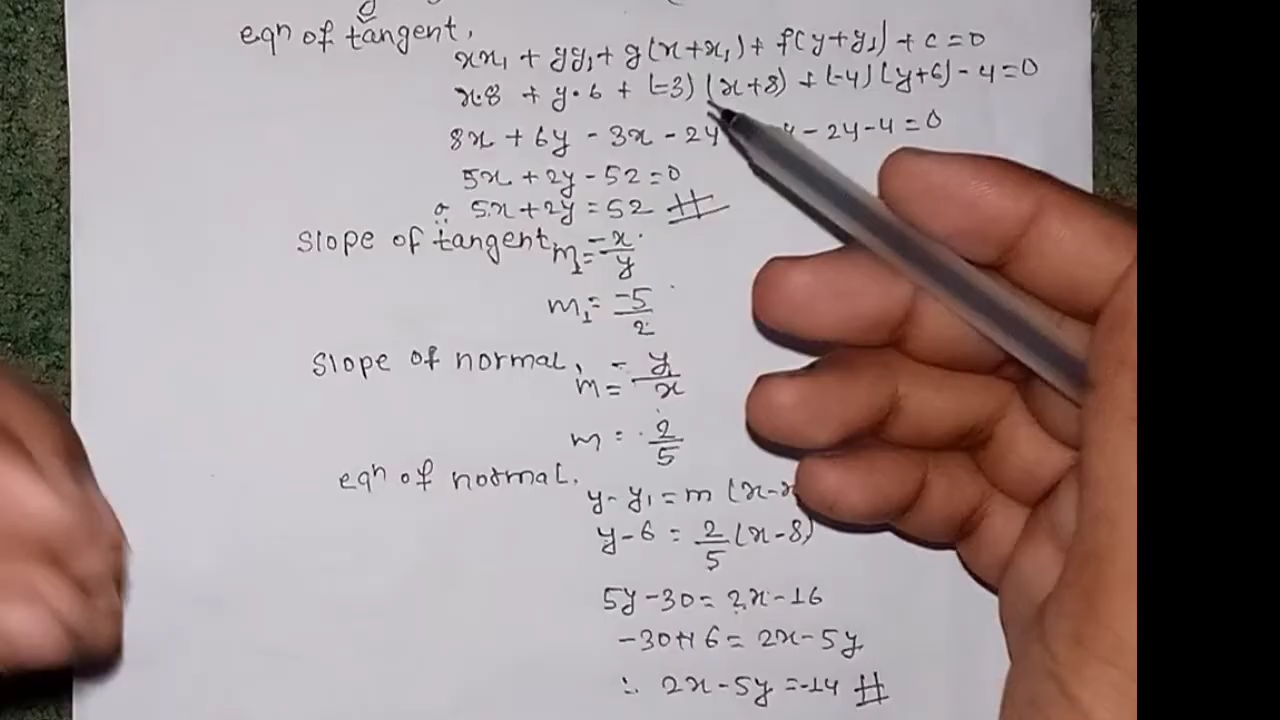 eqn of tangent,
xx₁ + yy₁ + g(x+x₁) + f(y+y₁) + c = 0
x·8 + y·6 + (-3) (x+8) + (-4) (y+6) - 4 = 0
8x + 6y - 3x - 24 - 24 - 4 = 0
5x + 2y - 52 = 0
∴ 5x + 2y = 52 #
Slope of tangent, m₁ = -x/y
m₁ = -5/2
Slope of normal, m = -y/x
m = 2/5
eqn of normal,
y - y₁ = m (x -
y - 6 = 2/5 (x - 8)
5y - 30 = 2x - 16
-30 + 16 = 2x - 5y
∴ 2x - 5y = -14 #